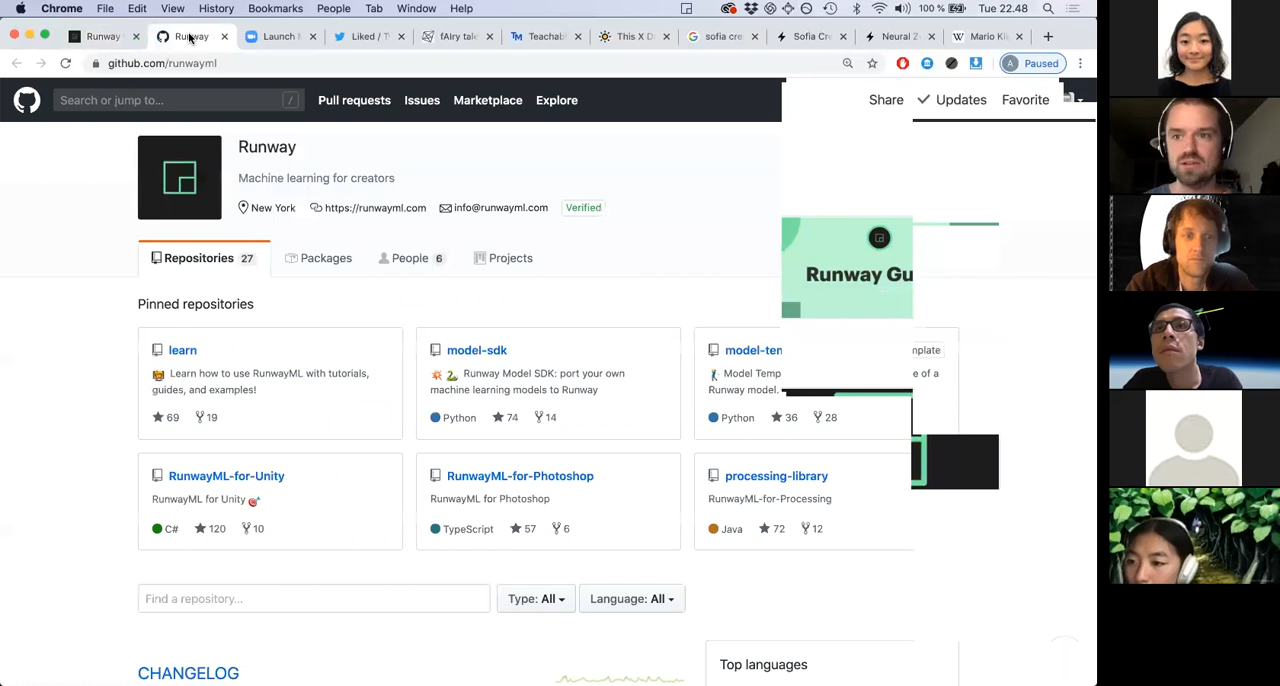 Chrome File Edit View History Bookmarks People Tab Window Help 100 % Tue 22.48
Runway Runway Launch M Liked / T fAIry tale Teachabl This X D sofia cre Sofia Cre Neural Z Mario Kli
github.com/runwayml Paused
Search or jump to... / Pull requests Issues Marketplace Explore Share Updates Favorite
Runway
Machine learning for creators
New York https://runwayml.com info@runwayml.com Verified
Runway Gu
Repositories 27 Packages People 6 Projects
Pinned repositories
learn
Learn how to use RunwayML with tutorials,
guides, and examples!
69 19
model-sdk
Runway Model SDK: port your own
machine learning models to Runway
Python 74 14
model-ten mplate
Model Temp e of a
Runway model.
Python 36 28
RunwayML-for-Unity
RunwayML for Unity
C# 120 10
RunwayML-for-Photoshop
RunwayML for Photoshop
TypeScript 57 6
processing-library
RunwayML-for-Processing
Java 72 12
Find a repository... Type: All Language: All
CHANGELOG
Top languages